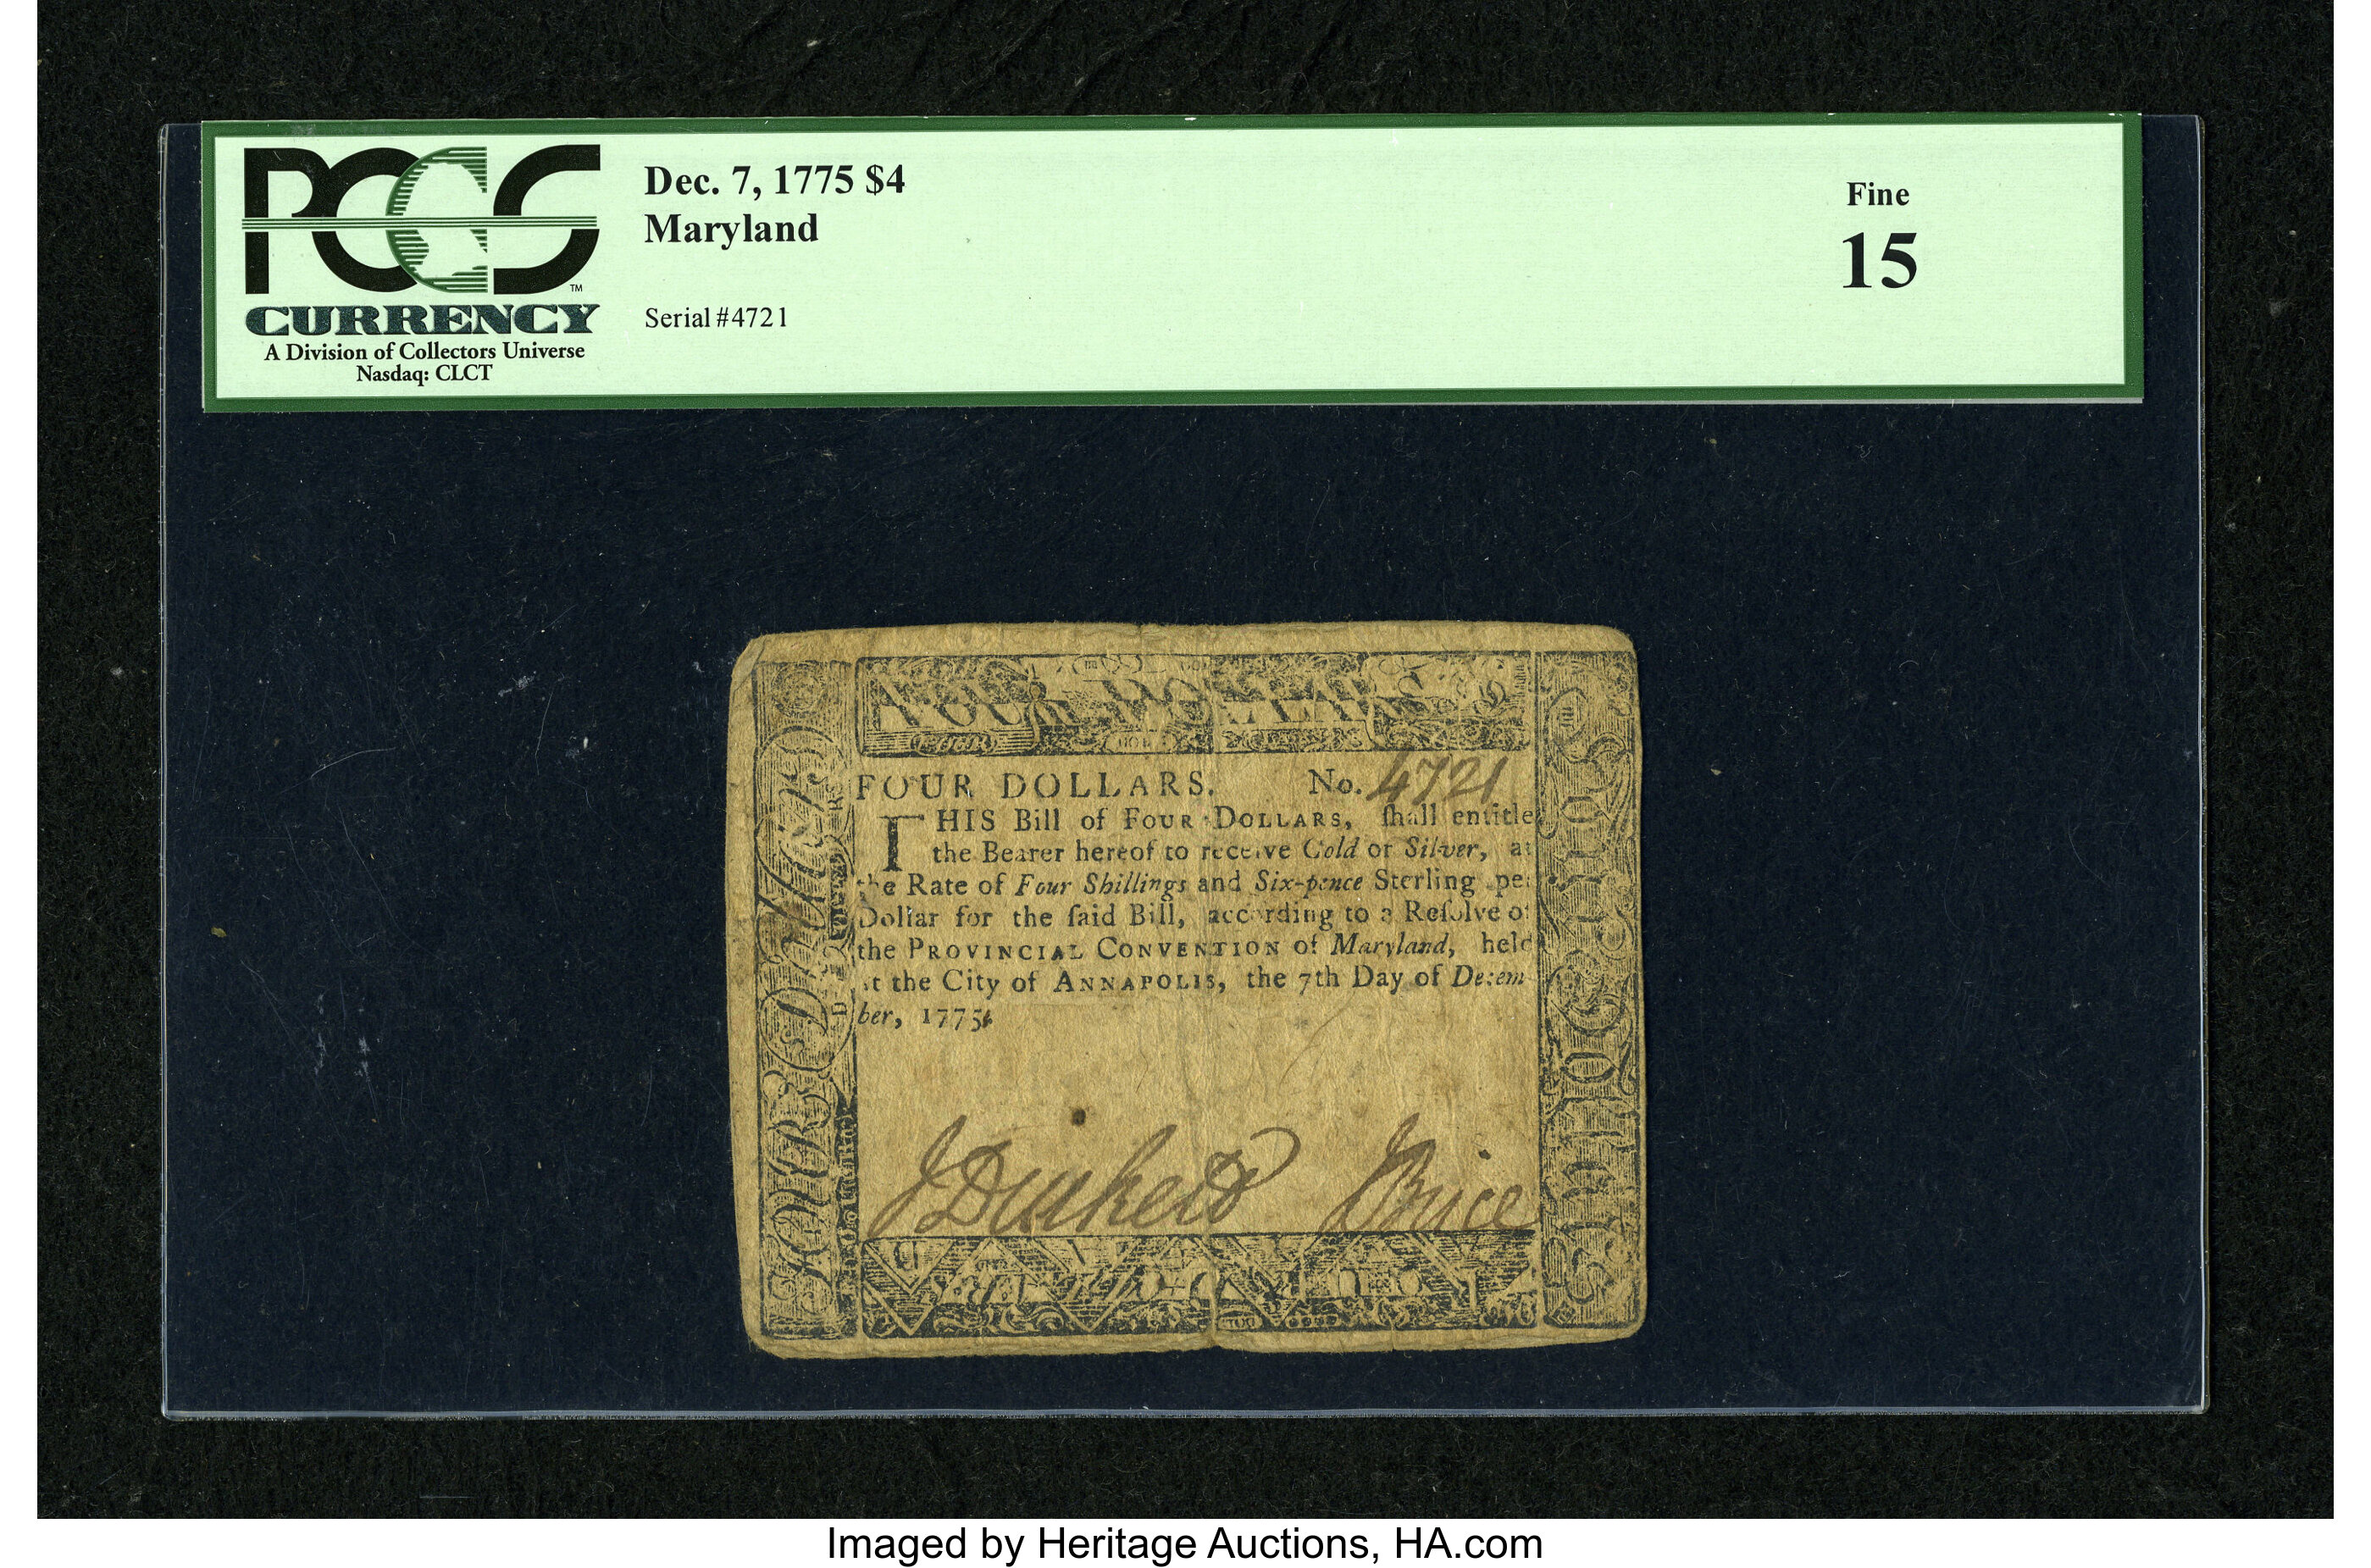 PCGS
TM
CURRENCY
A Division of Collectors Universe
Nasdaq: CLCT
Dec. 7, 1775 $4
Maryland
Serial #4721
Fine
15
FOUR DOLLARS. No. 4721
THIS Bill of FOUR DOLLARS, ſhall entitle
the Bearer hereof to receive Gold or Silver, at
the Rate of Four Shillings and Six-pence Sterling per
Dollar for the ſaid Bill, according to a Reſolve of
the PROVINCIAL CONVENTION of Maryland, held
at the City of ANNAPOLIS, the 7th Day of Decem
ber, 1775.
J Brice
FOUR
Imaged by Heritage Auctions, HA.com